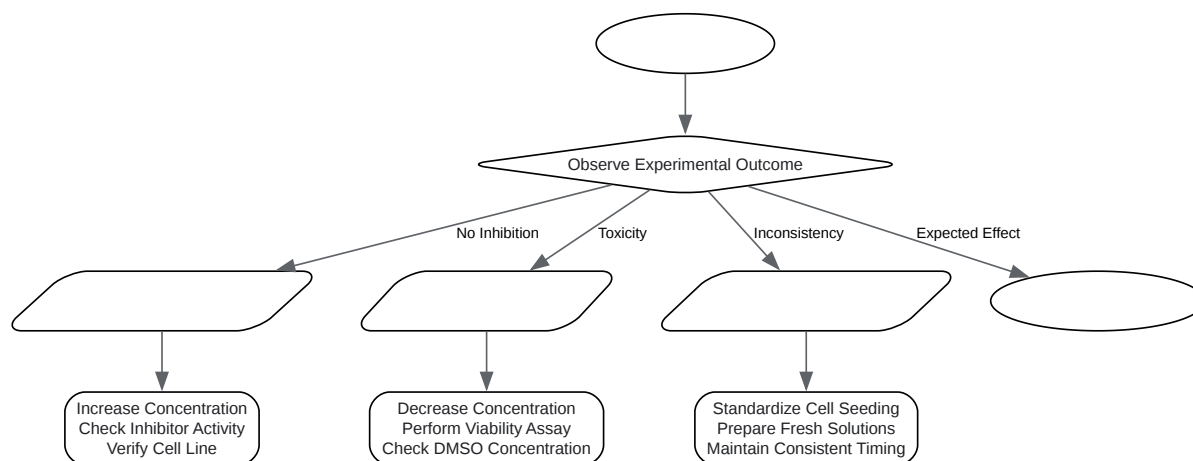 Observe Experimental Outcome
No Inhibition
Toxicity
Inconsistency
Expected Effect
Increase Concentration
Check Inhibitor Activity
Verify Cell Line
Decrease Concentration
Perform Viability Assay
Check DMSO Concentration
Standardize Cell Seeding
Prepare Fresh Solutions
Maintain Consistent Timing